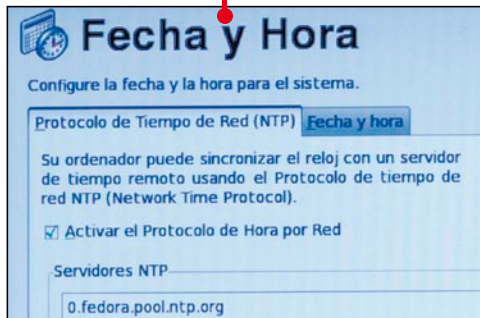 Fecha y Hora
Configure la fecha y la hora para el sistema.
Protocolo de Tiempo de Red (NTP)
Fecha y hora
Su ordenador puede sincronizar el reloj con un servidor
de tiempo remoto usando el Protocolo de tiempo de
red NTP (Network Time Protocol).
Activar el Protocolo de Hora por Red
Servidores NTP
0.fedora.pool.ntp.org